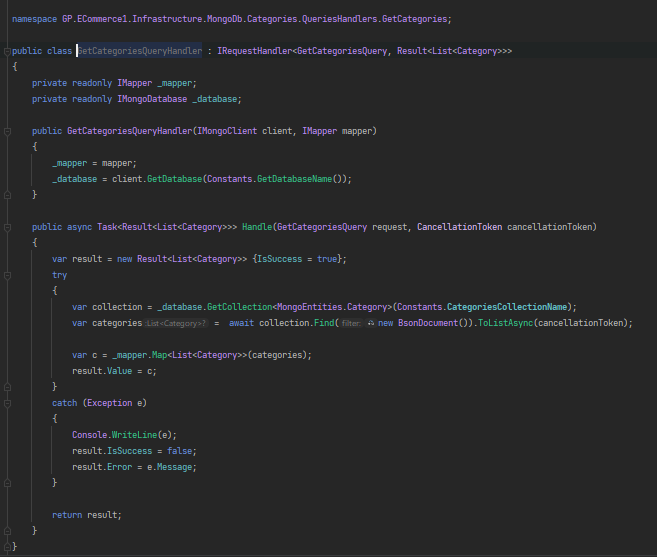 namespace GP.ECommerce1.Infrastructure.MongoDb.Categories.QueriesHandlers.GetCategories;
public class GetCategoriesQueryHandler : IRequestHandler<GetCategoriesQuery, Result<List<Category>>>
{
private readonly IMapper _mapper;
private readonly IMongoDatabase _database;
public GetCategoriesQueryHandler(IMongoClient client, IMapper mapper)
{
_mapper = mapper;
_database = client.GetDatabase(Constants.GetDatabaseName());
}
public async Task<Result<List<Category>>> Handle(GetCategoriesQuery request, CancellationToken cancellationToken)
{
var result = new Result<List<Category>> {IsSuccess = true};
try
{
var collection = _database.GetCollection<MongoEntities.Category>(Constants.CategoriesCollectionName);
var categories List<Category>? = await collection.Find( filter: new BsonDocument()).ToListAsync(cancellationToken);
var c = _mapper.Map<List<Category>>(categories);
result.Value = c;
}
catch (Exception e)
{
Console.WriteLine(e);
result.IsSuccess = false;
result.Error = e.Message;
}
return result;
}
}